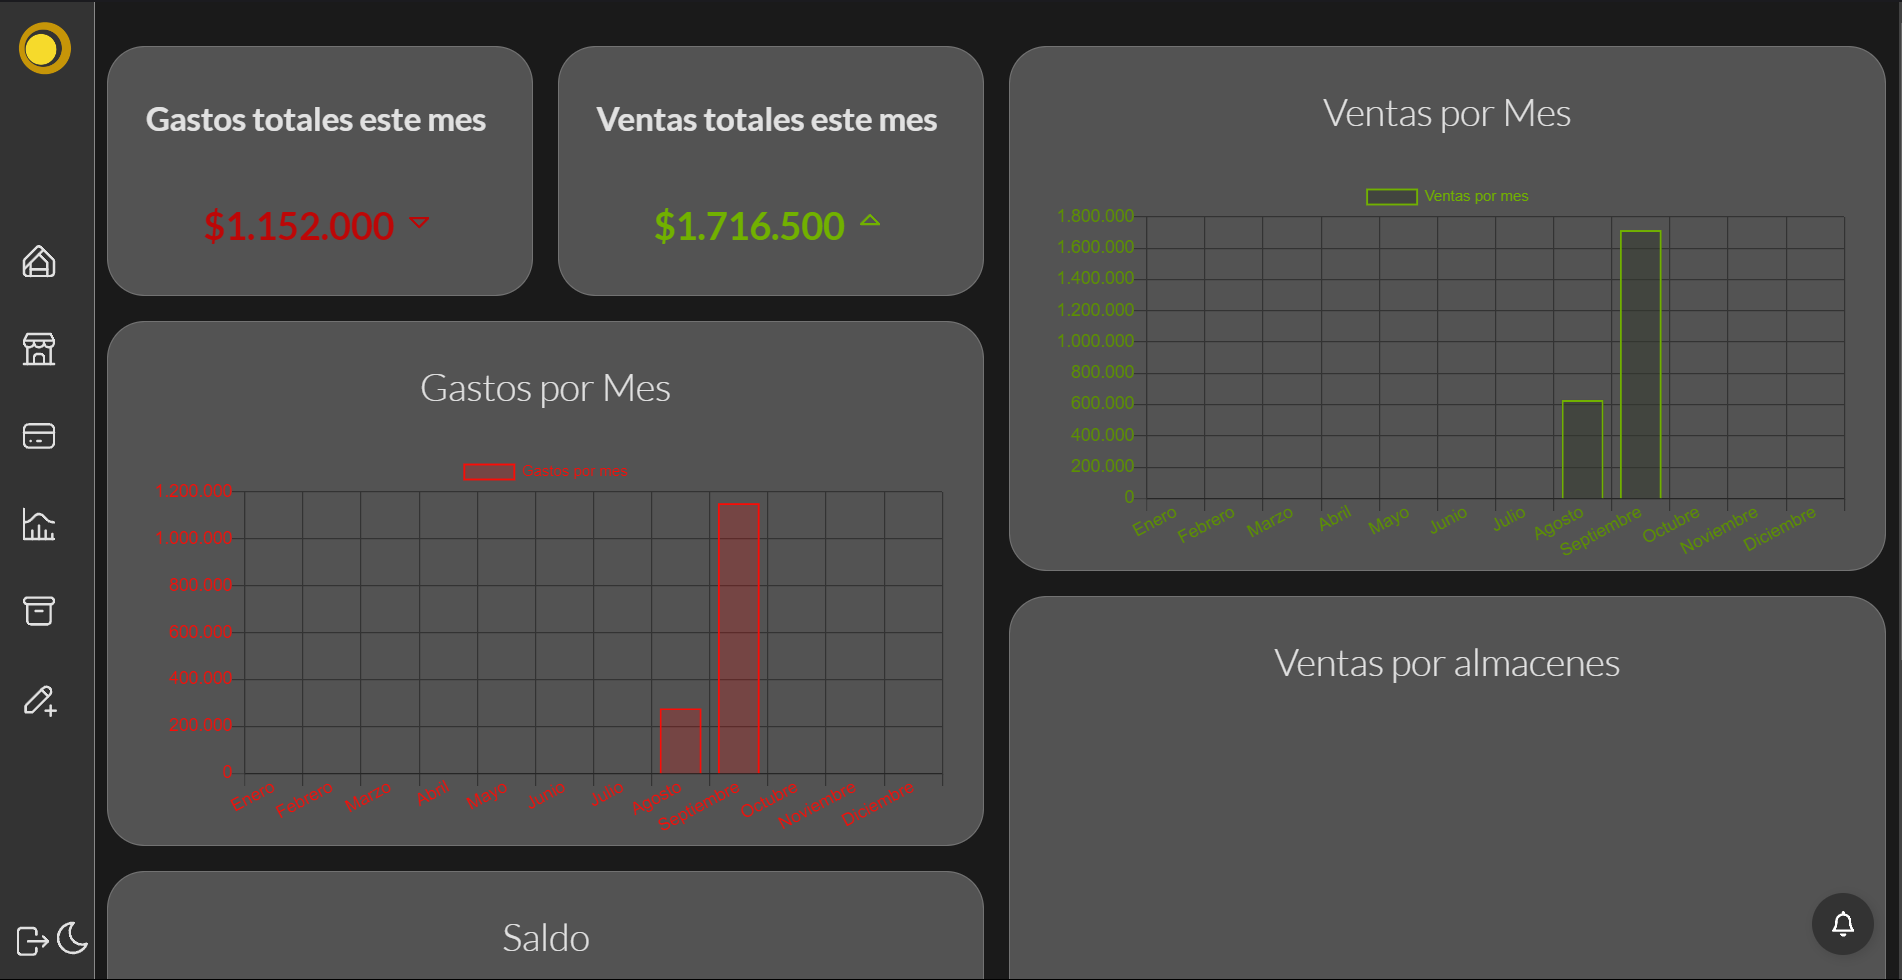 Gastos totales este mes
$1.152.000
Ventas totales este mes
$1.716.500
Ventas por Mes
Ventas por mes
1.800.000
1.600.000
1.400.000
1.200.000
1.000.000
800.000
600.000
400.000
200.000
0
Enero
Febrero
Marzo
Abril
Mayo
Junio
Julio
Agosto
Septiembre
Octubre
Noviembre
Diciembre
Gastos por Mes
Gastos por mes
1.200.000
1.000.000
800.000
600.000
400.000
200.000
0
Enero
Febrero
Marzo
Abril
Mayo
Junio
Julio
Agosto
Septiembre
Octubre
Noviembre
Diciembre
Ventas por almacenes
Saldo